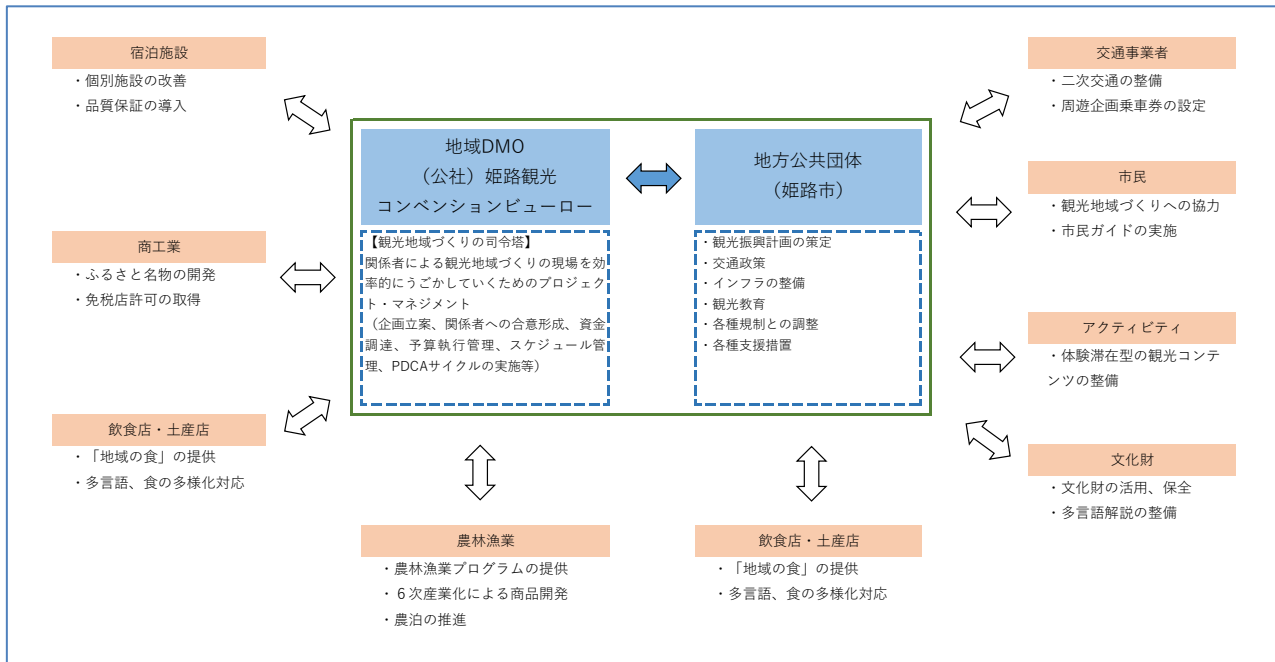 宿泊施設
・個別施設の改善
・品質保証の導入
商工業
・ふるさと名物の開発
・免税店許可の取得
飲食店・土産店
・「地域の食」の提供
・多言語、食の多様化対応
地域DMO
（公社）姫路観光
コンベンションビューロー
【観光地域づくりの司令塔】
関係者による観光地域づくりの現場を効
率的にうごかしていくためのプロジェク
ト・マネジメント
（企画立案、関係者への合意形成、資金
調達、予算執行管理、スケジュール管
理、PDCAサイクルの実施等）
地方公共団体
（姫路市）
・観光振興計画の策定
・交通政策
・インフラの整備
・観光教育
・各種規制との調整
・各種支援措置
農林漁業
・農林漁業プログラムの提供
・６次産業化による商品開発
・農泊の推進
飲食店・土産店
・「地域の食」の提供
・多言語、食の多様化対応
交通事業者
・二次交通の整備
・周遊企画乗車券の設定
市民
・観光地域づくりへの協力
・市民ガイドの実施
アクティビティ
・体験滞在型の観光コンテ
ンツの整備
文化財
・文化財の活用、保全
・多言語解説の整備